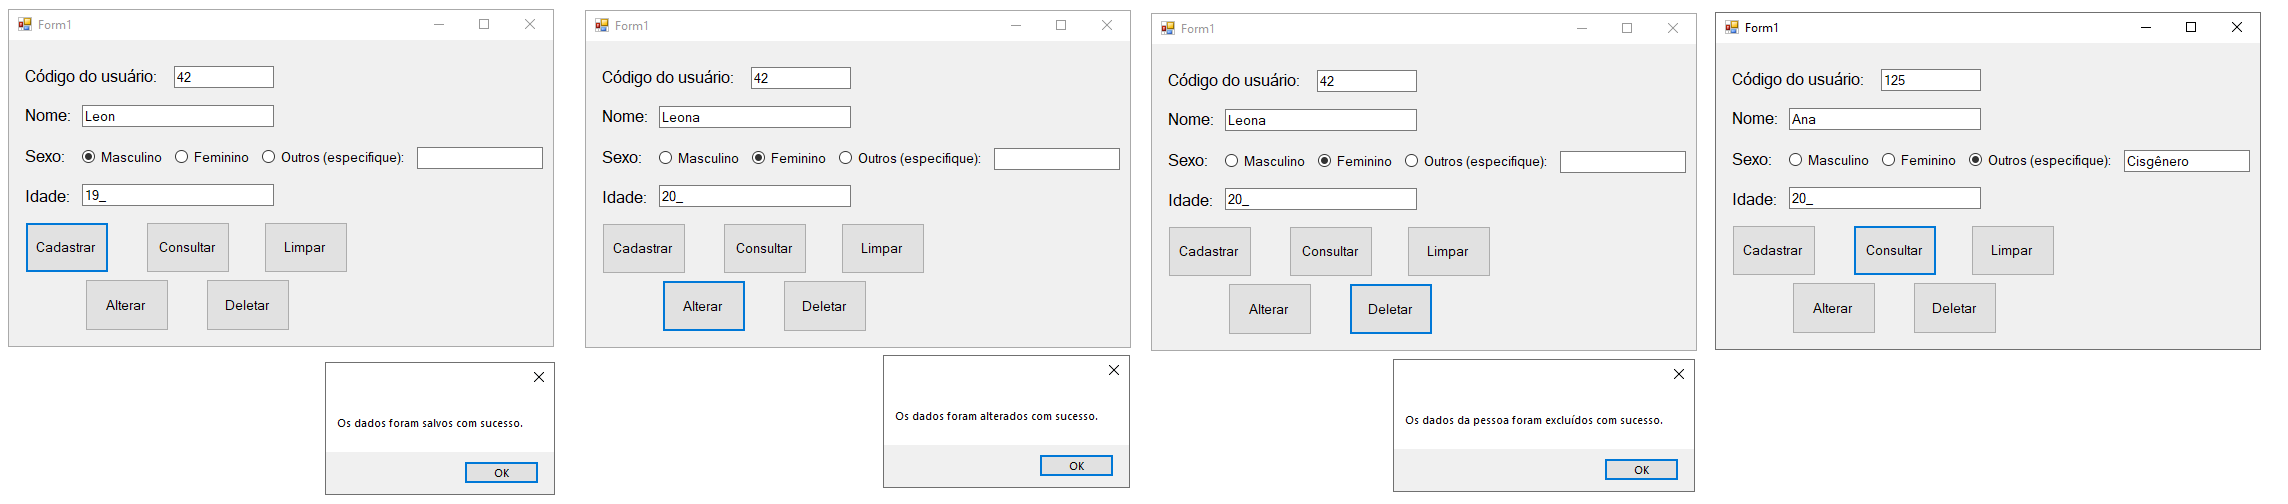 Form1
Código do usuário: 42
Nome: Leon
Sexo: Masculino Feminino Outros (especifique):
Idade: 19_
Cadastrar Consultar Limpar
Alterar Deletar
Os dados foram salvos com sucesso.
OK
Form1
Código do usuário: 42
Nome: Leona
Sexo: Masculino Feminino Outros (especifique):
Idade: 20_
Cadastrar Consultar Limpar
Alterar Deletar
Os dados foram alterados com sucesso.
OK
Form1
Código do usuário: 42
Nome: Leona
Sexo: Masculino Feminino Outros (especifique):
Idade: 20_
Cadastrar Consultar Limpar
Alterar Deletar
Os dados da pessoa foram excluídos com sucesso.
OK
Form1
Código do usuário: 125
Nome: Ana
Sexo: Masculino Feminino Outros (especifique): Cisgênero
Idade: 20_
Cadastrar Consultar Limpar
Alterar Deletar